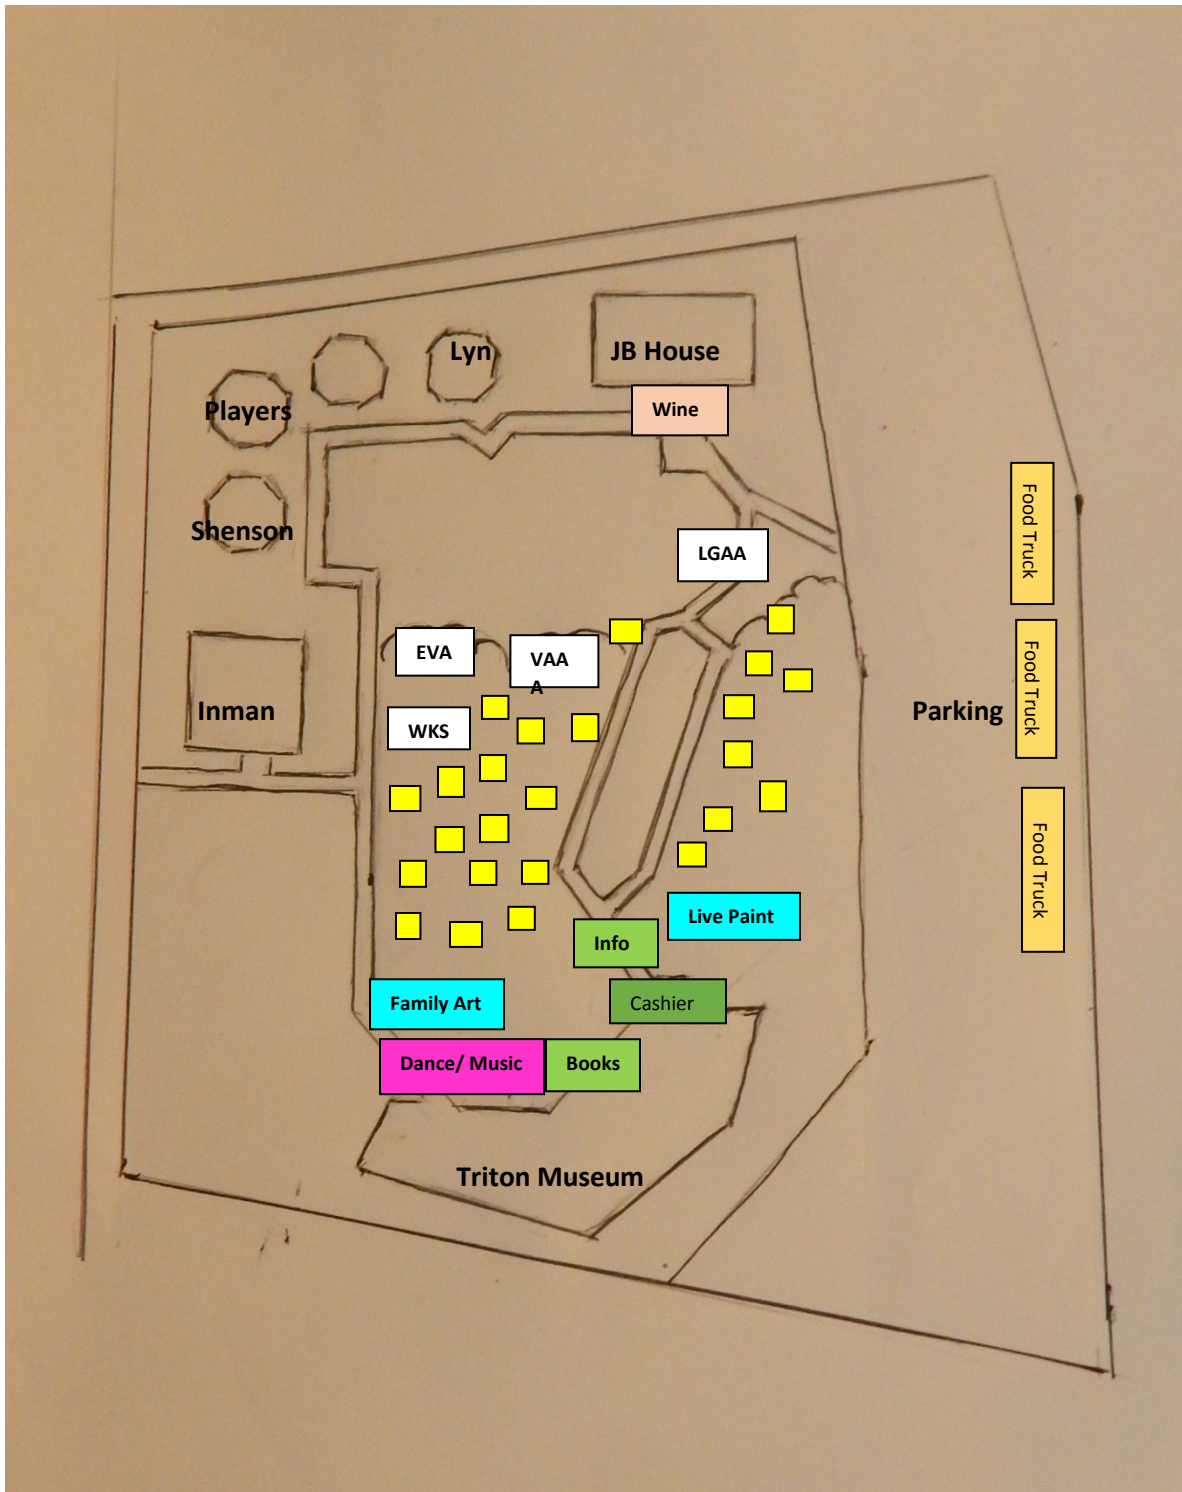 Lyn
JB House
Players
Wine
Shenson
Food Truck
LGAA
EVA
VAA
A
Inman
WKS
Parking
Food Truck
Food Truck
Live Paint
Info
Family Art
Cashier
Dance/ Music
Books
Triton Museum